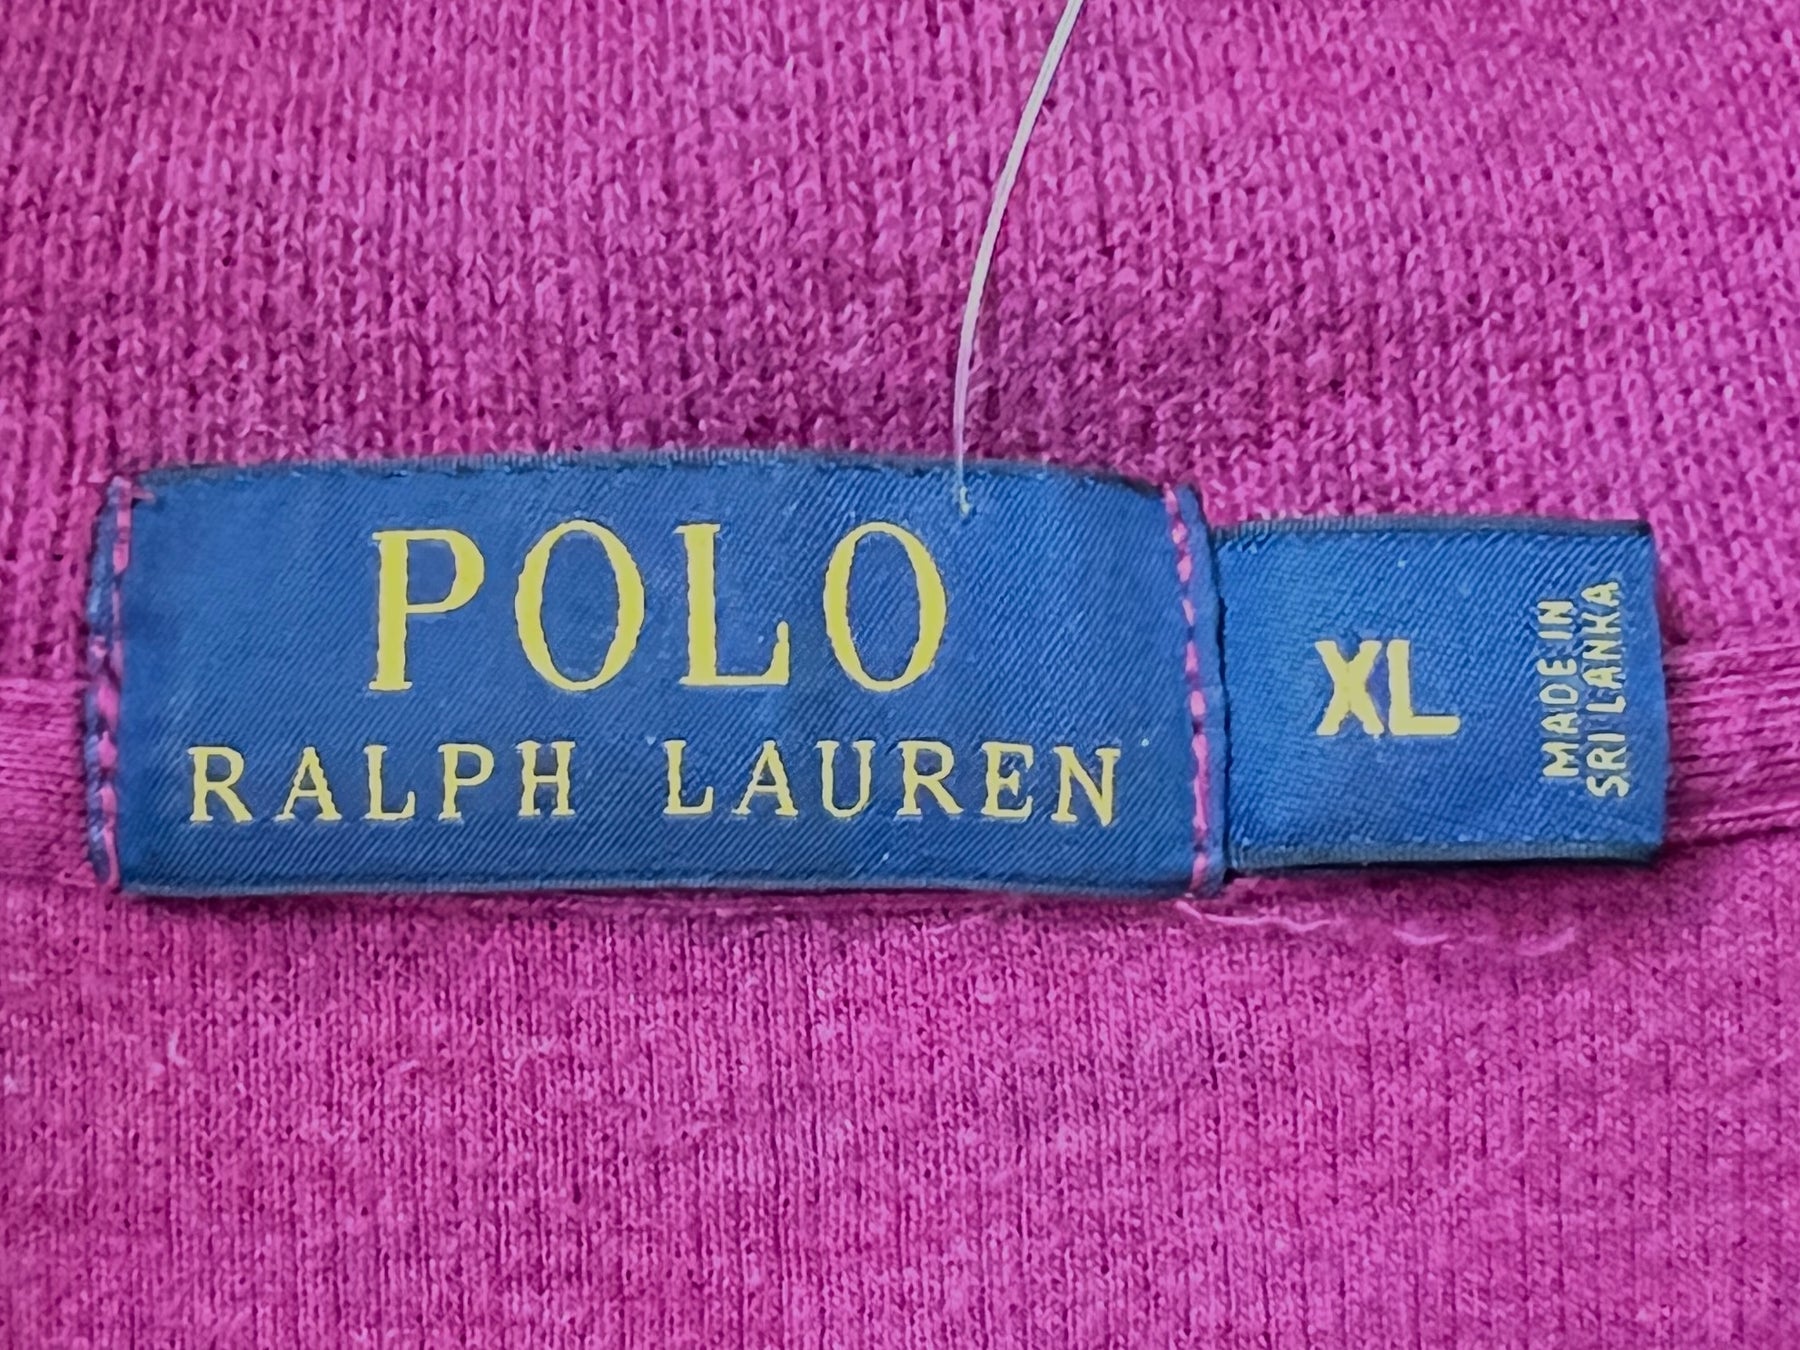 POLO
RALPH LAUREN
XL
MADE IN
SRI LANKA